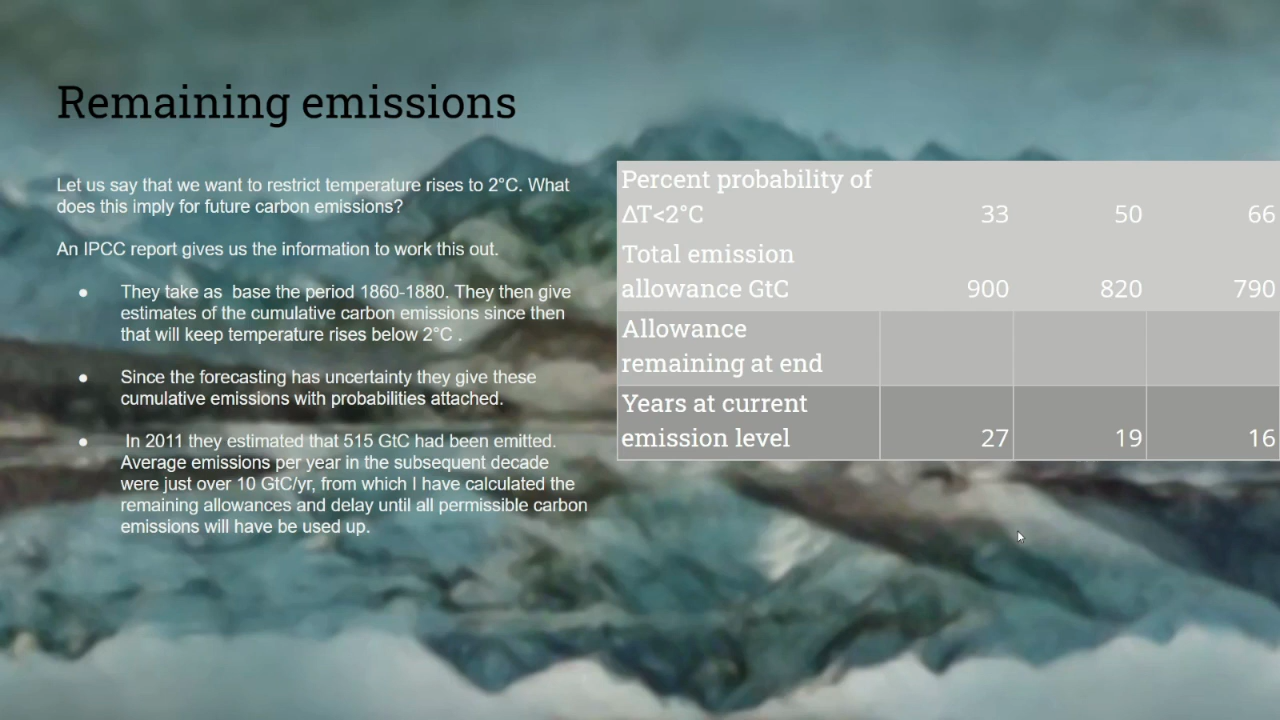 Remaining emissions
Let us say that we want to restrict temperature rises to 2°C. What
does this imply for future carbon emissions?
An IPCC report gives us the information to work this out.
● They take as  base the period 1860-1880. They then give
estimates of the cumulative carbon emissions since then
that will keep temperature rises below 2°C .
● Since the forecasting has uncertainty they give these
cumulative emissions with probabilities attached.
● In 2011 they estimated that 515 GtC had been emitted.
Average emissions per year in the subsequent decade
were just over 10 GtC/yr, from which I have calculated the
remaining allowances and delay until all permissible carbon
emissions will have be used up.
Percent probability of
ΔT<2°C 33 50 66
Total emission
allowance GtC 900 820 790
Allowance
remaining at end
Years at current
emission level 27 19 16